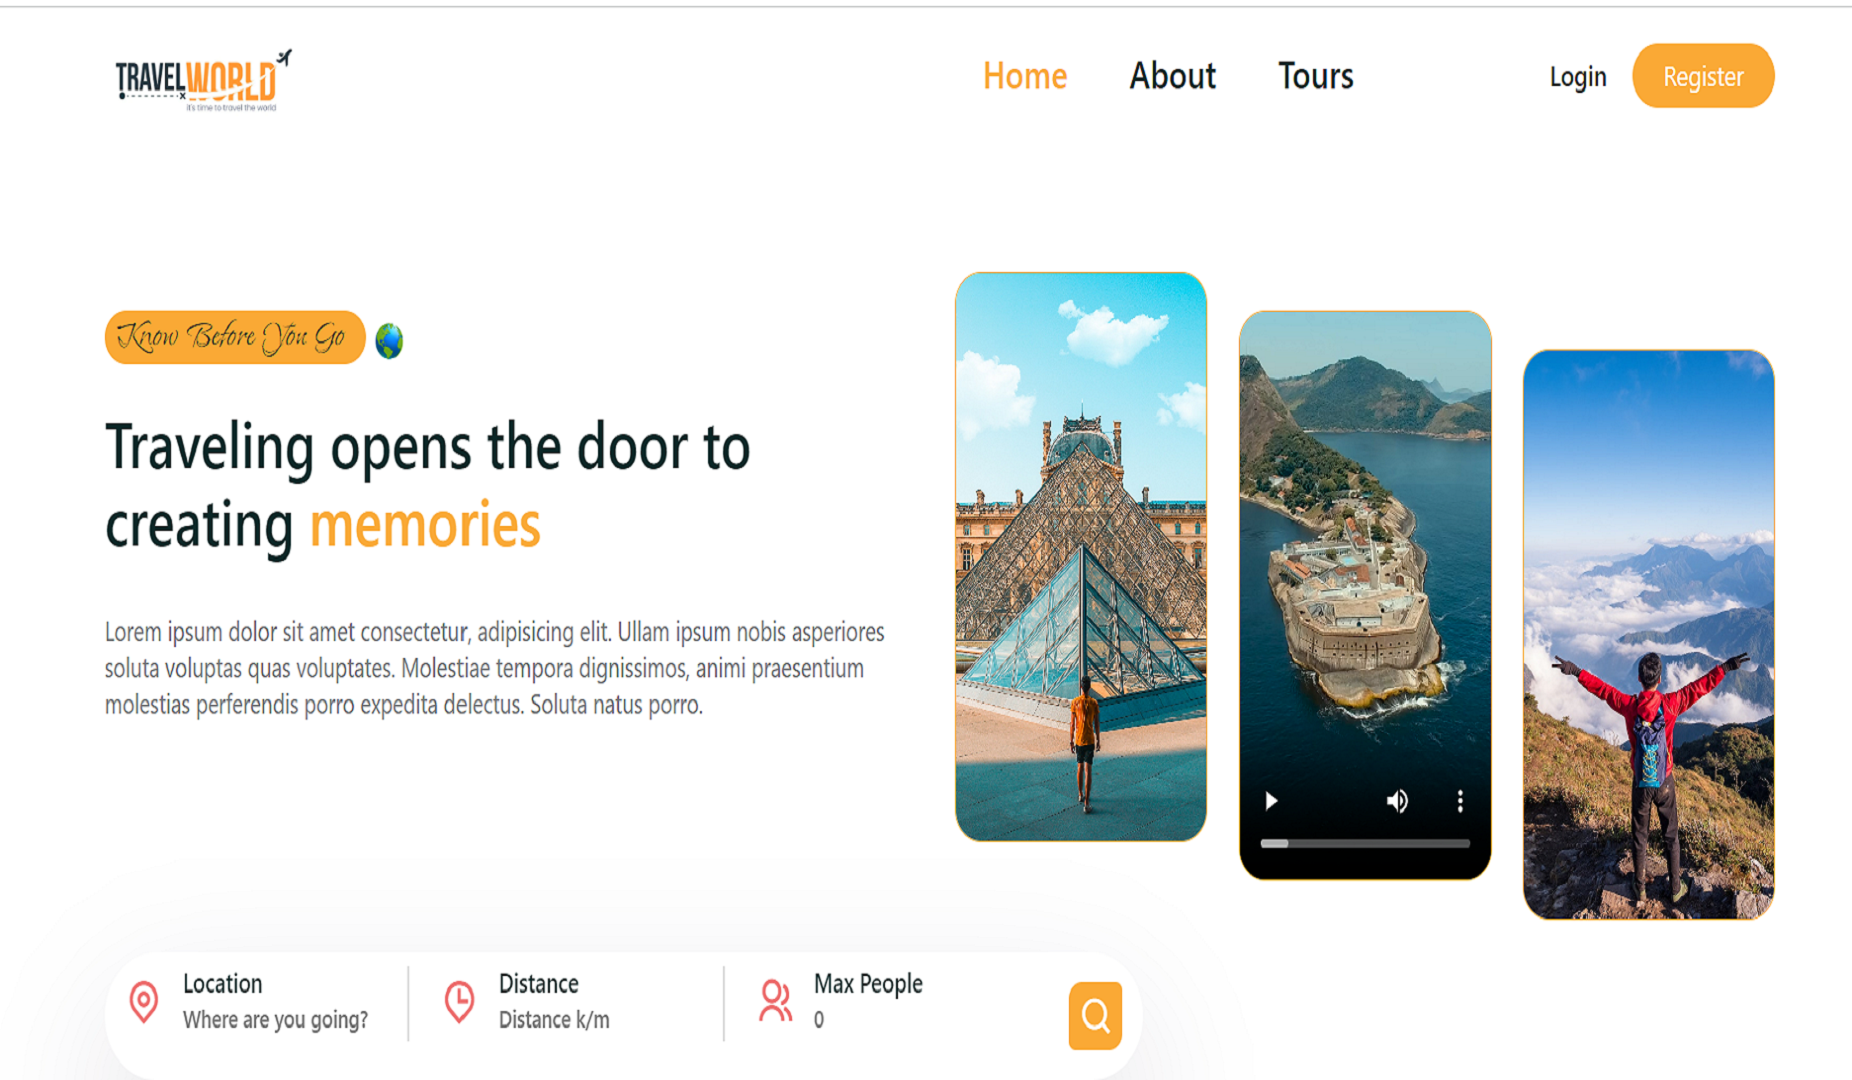 TRAVELWORLD
it's time to travel the world
Home About Tours
Login Register
Know Before You Go
Traveling opens the door to
creating memories
Lorem ipsum dolor sit amet consectetur, adipisicing elit. Ullam ipsum nobis asperiores
soluta voluptas quas voluptates. Molestiae tempora dignissimos, animi praesentium
molestias perferendis porro expedita delectus. Soluta natus porro.
Location
Where are you going?
Distance
Distance k/m
Max People
0